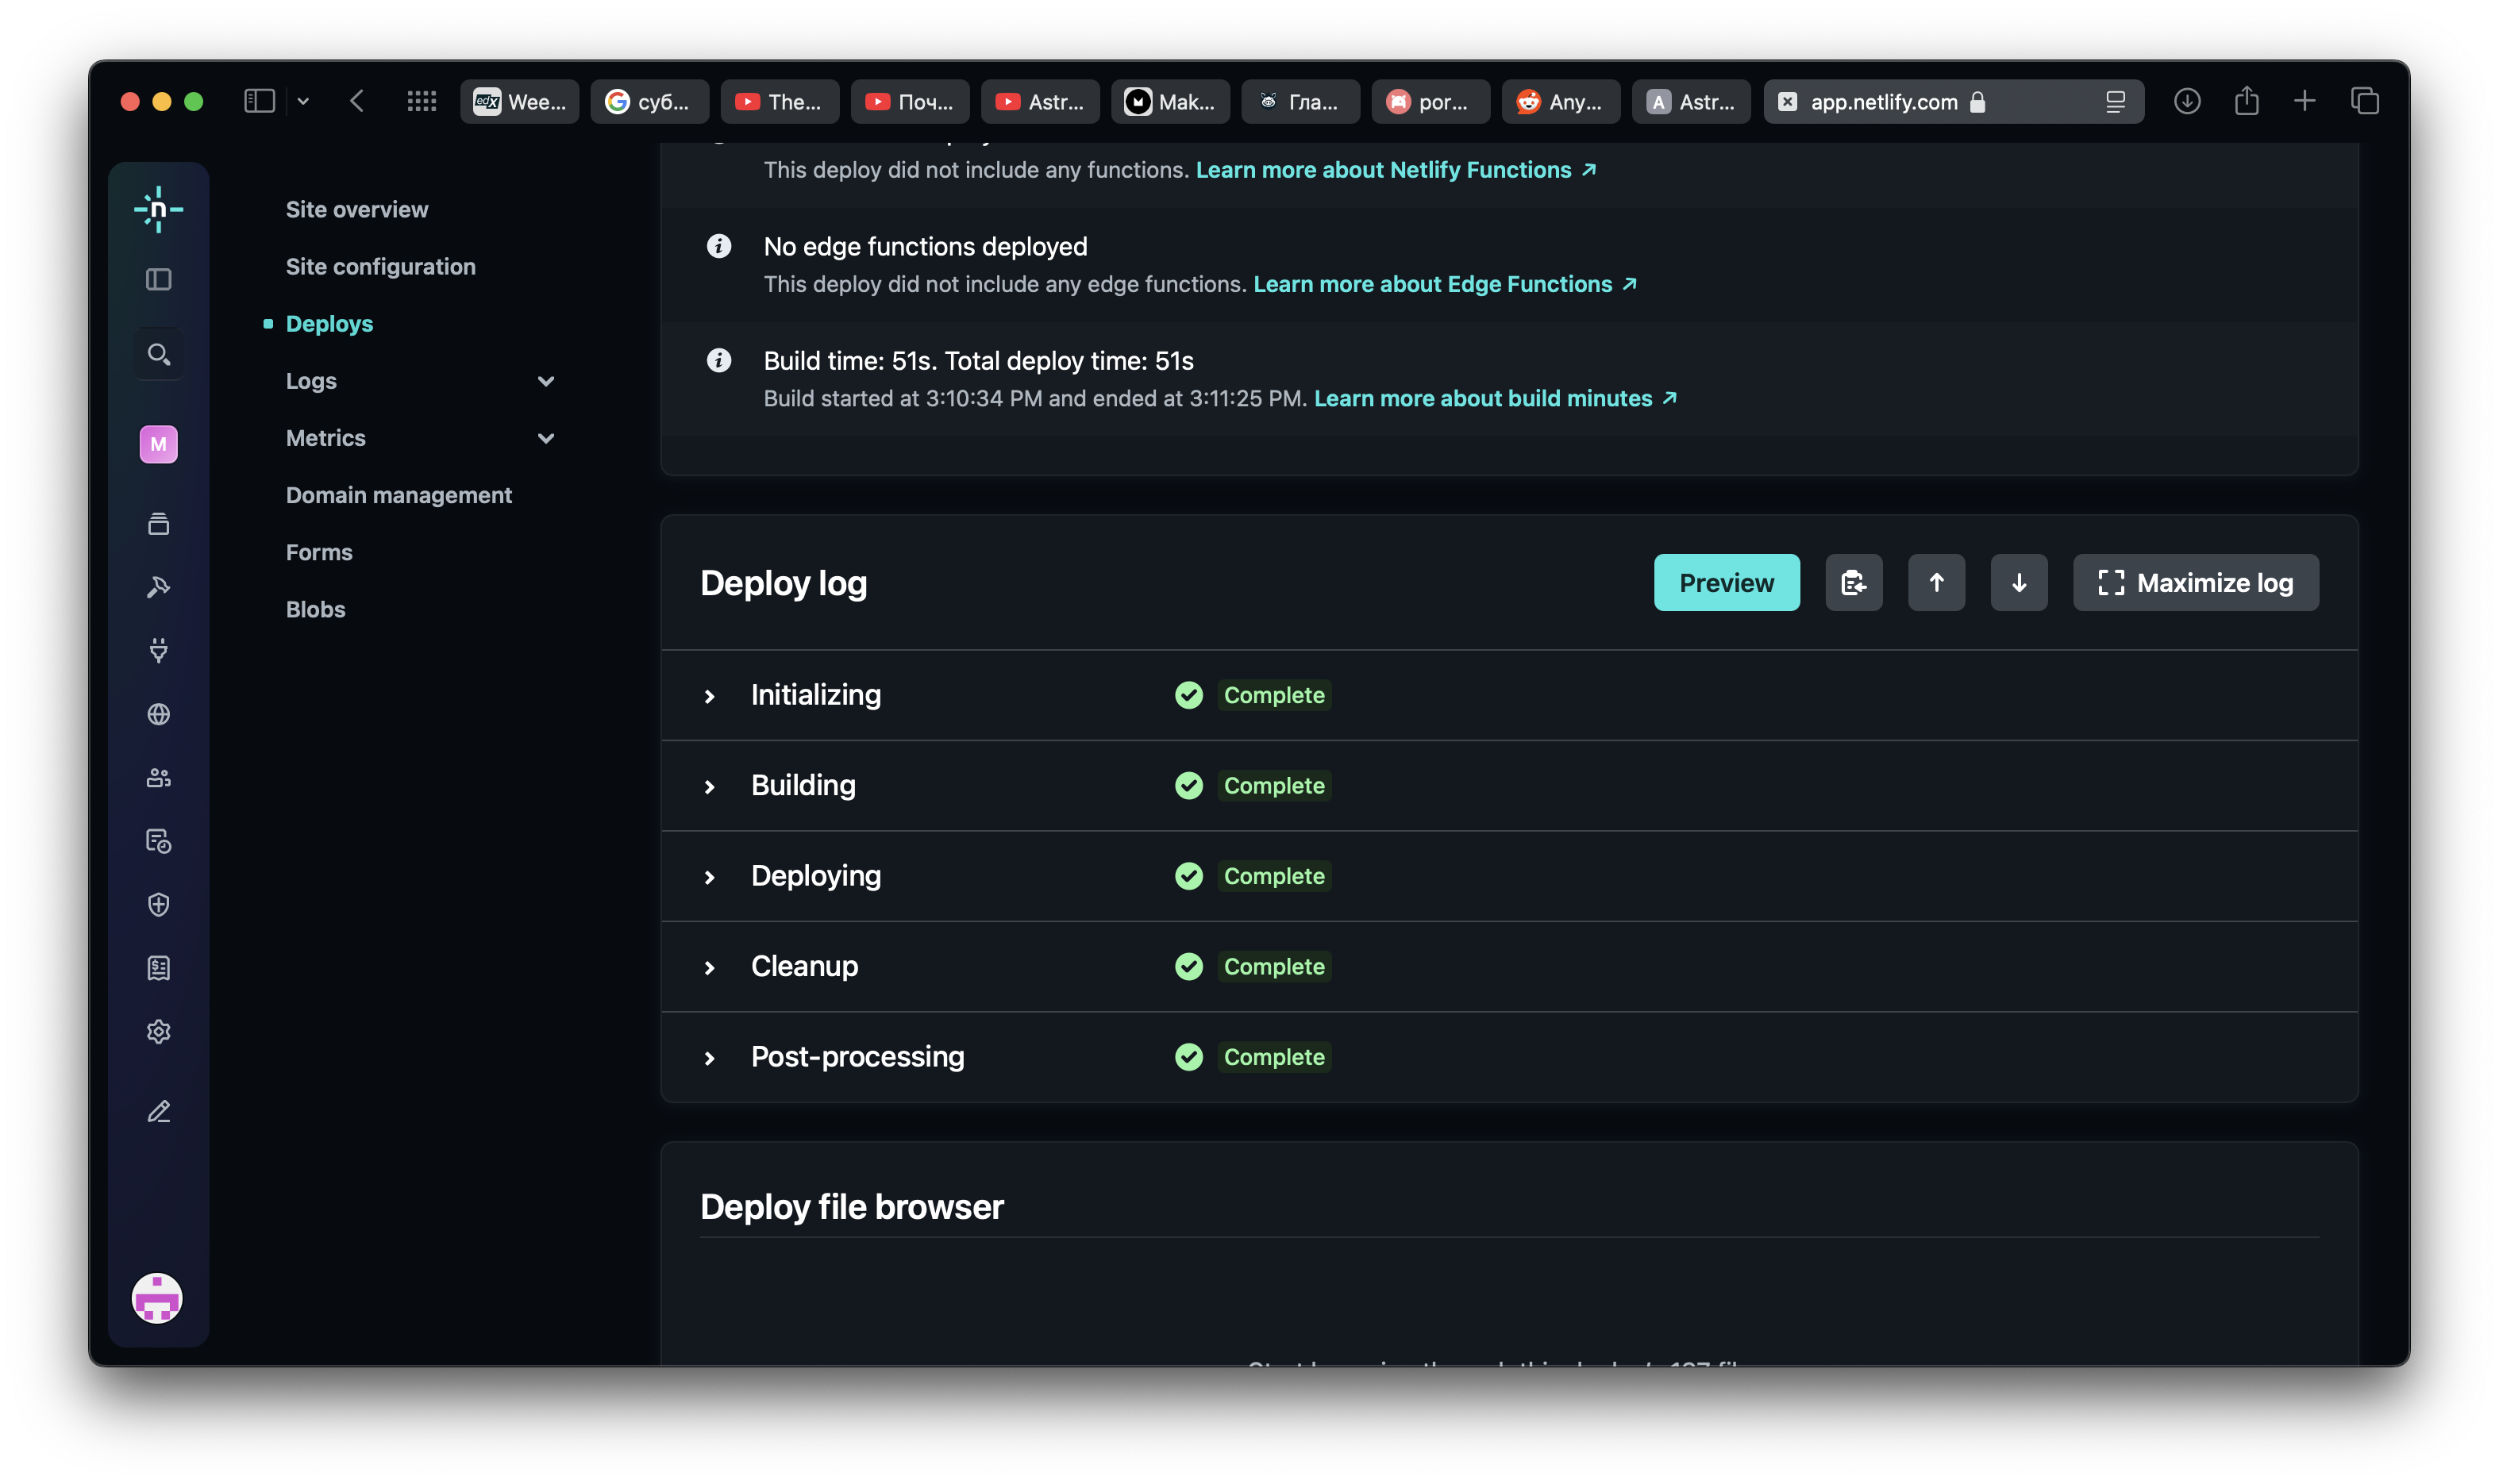 Wee...
суб...
The...
Поч...
Astr...
Mak...
Гла...
por...
Any...
Astr...
app.netlify.com
Site overview
Site configuration
Deploys
Logs
Metrics
Domain management
Forms
Blobs
M
This deploy did not include any functions. Learn more about Netlify Functions ↗
No edge functions deployed
This deploy did not include any edge functions. Learn more about Edge Functions ↗
Build time: 51s. Total deploy time: 51s
Build started at 3:10:34 PM and ended at 3:11:25 PM. Learn more about build minutes ↗
Deploy log
Preview
Maximize log
Initializing Complete
Building Complete
Deploying Complete
Cleanup Complete
Post-processing Complete
Deploy file browser